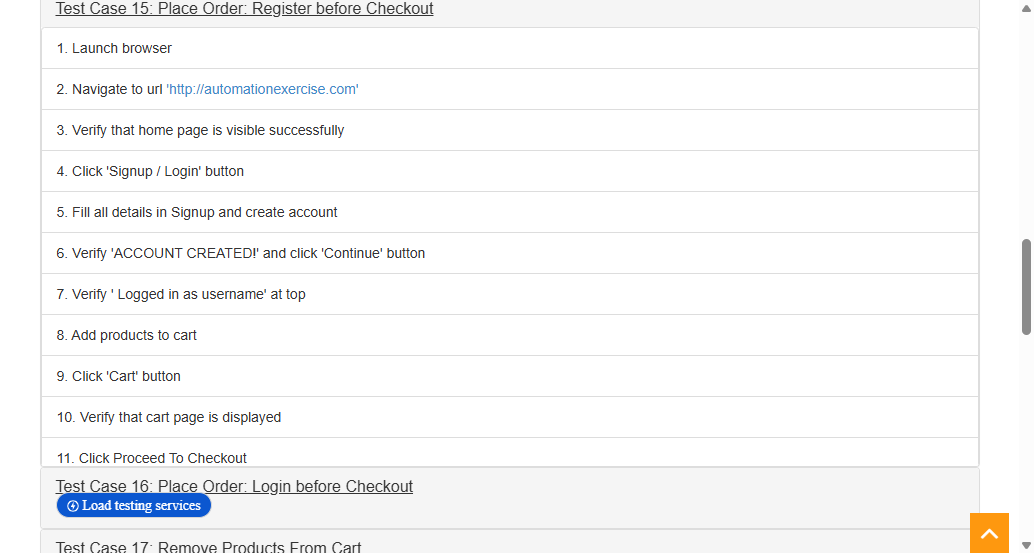 Test Case 15: Place Order: Register before Checkout
1. Launch browser
2. Navigate to url 'http://automationexercise.com'
3. Verify that home page is visible successfully
4. Click 'Signup / Login' button
5. Fill all details in Signup and create account
6. Verify 'ACCOUNT CREATED!' and click 'Continue' button
7. Verify ' Logged in as username' at top
8. Add products to cart
9. Click 'Cart' button
10. Verify that cart page is displayed
11. Click Proceed To Checkout
Test Case 16: Place Order: Login before Checkout
Load testing services
Test Case 17: Remove Products From Cart